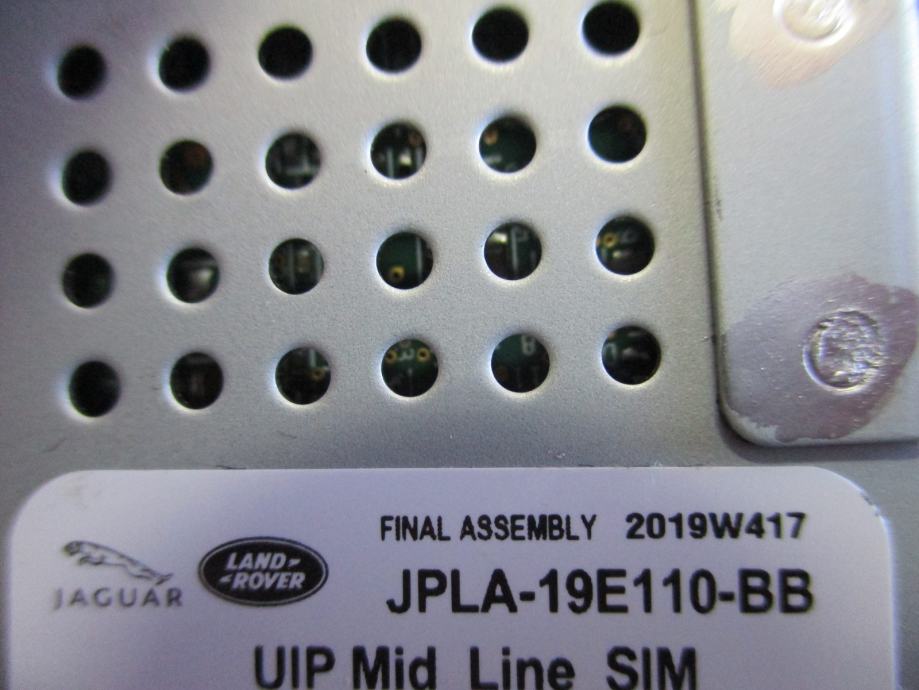 FINAL ASSEMBLY 2019W417
JAGUAR
LAND-
-ROVER
JPLA-19E110-BB
UIP Mid Line SIM